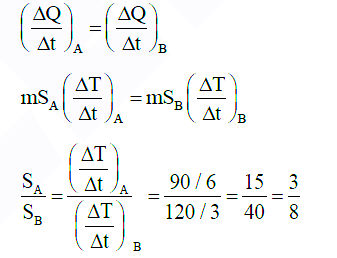 (ΔQ/Δt)_A = (ΔQ/Δt)_B
mS_A (ΔT/Δt)_A = mS_B (ΔT/Δt)_B
S_A/S_B = (ΔT/Δt)_A / (ΔT/Δt)_B = 90 / 6 / 120 / 3 = 15/40 = 3/8